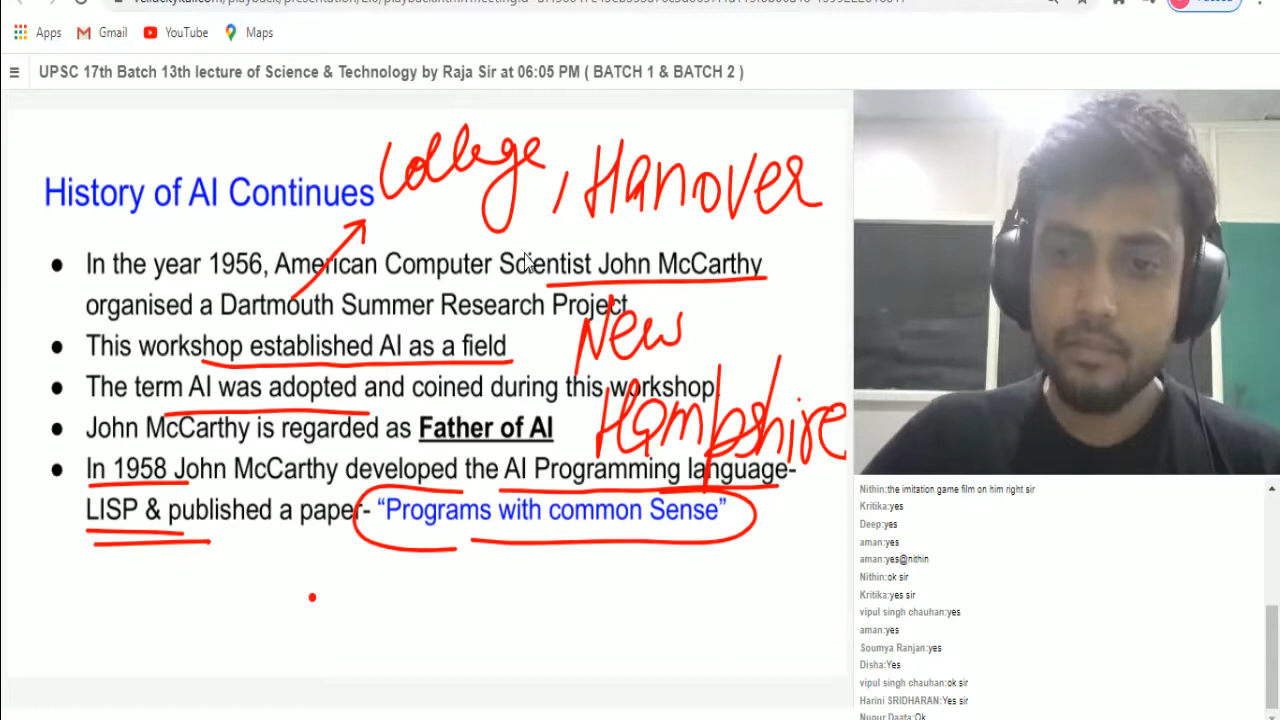 Apps Gmail YouTube Maps
UPSC 17th Batch 13th lecture of Science & Technology by Raja Sir at 06:05 PM ( BATCH 1 & BATCH 2 )
College, Hanover
History of AI Continues
• In the year 1956, American Computer Scientist John McCarthy
organised a Dartmouth Summer Research Project
New
• This workshop established AI as a field
• The term AI was adopted and coined during this workshop
Hampshire
• John McCarthy is regarded as Father of AI
• In 1958 John McCarthy developed the AI Programming language-
LISP & published a paper- “Programs with common Sense”
Nithin:the imitation game film on him right sir
Kritika:yes
Deep:yes
aman:yes
aman:yes@nithin
Nithin:ok sir
Kritika:yes sir
vipul singh chauhan:yes
aman:yes
Soumya Ranjan:yes
Disha:Yes
vipul singh chauhan:ok sir
Harini SRIDHARAN:Yes sir
Nupur Daata:Ok